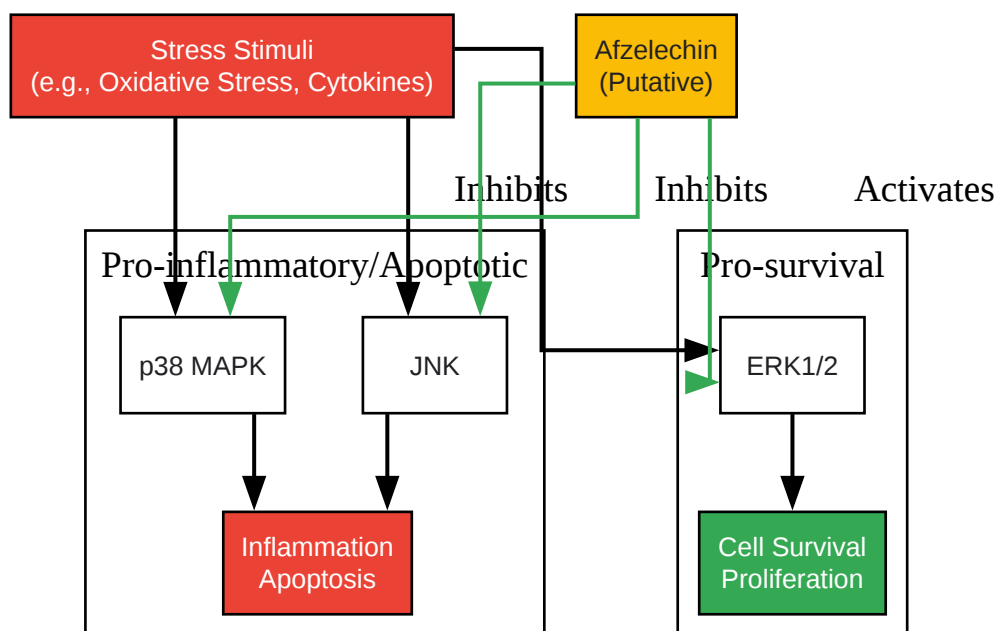 Stress Stimuli
(e.g., Oxidative Stress, Cytokines)
Afzelechin
(Putative)
Inhibits
Inhibits
Activates
Pro-inflammatory/Apoptotic
Pro-survival
p38 MAPK
JNK
ERK1/2
Inflammation
Apoptosis
Cell Survival
Proliferation